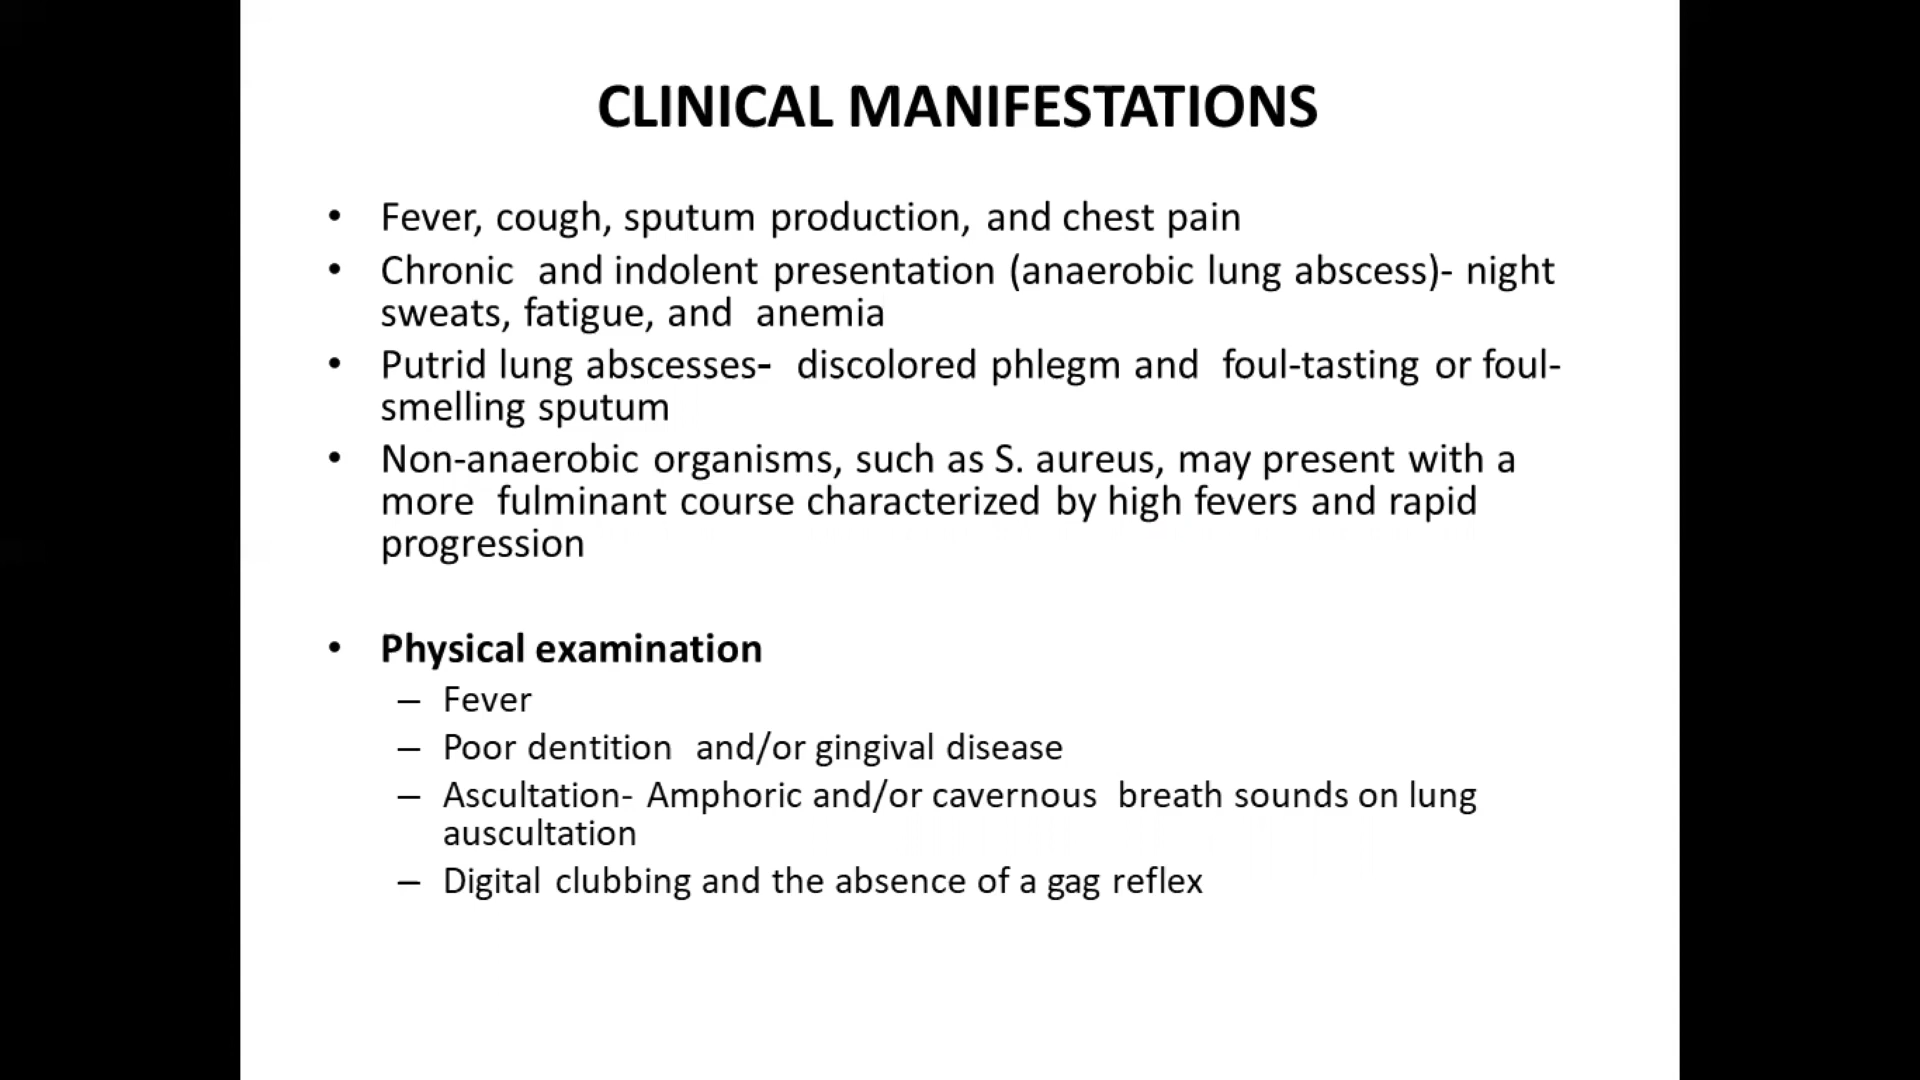 CLINICAL MANIFESTATIONS
• Fever, cough, sputum production, and chest pain
• Chronic and indolent presentation (anaerobic lung abscess)- night
sweats, fatigue, and anemia
• Putrid lung abscesses- discolored phlegm and foul-tasting or foul-
smelling sputum
• Non-anaerobic organisms, such as S. aureus, may present with a
more fulminant course characterized by high fevers and rapid
progression
• Physical examination
– Fever
– Poor dentition and/or gingival disease
– Ascultation- Amphoric and/or cavernous breath sounds on lung
auscultation
– Digital clubbing and the absence of a gag reflex